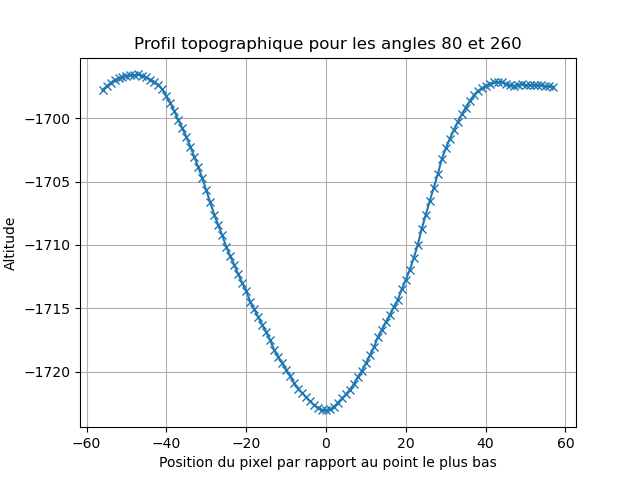 Profil topographique pour les angles 80 et 260
Altitude
−1700
−1705
−1710
−1715
−1720
−60 −40 −20 0 20 40 60
Position du pixel par rapport au point le plus bas